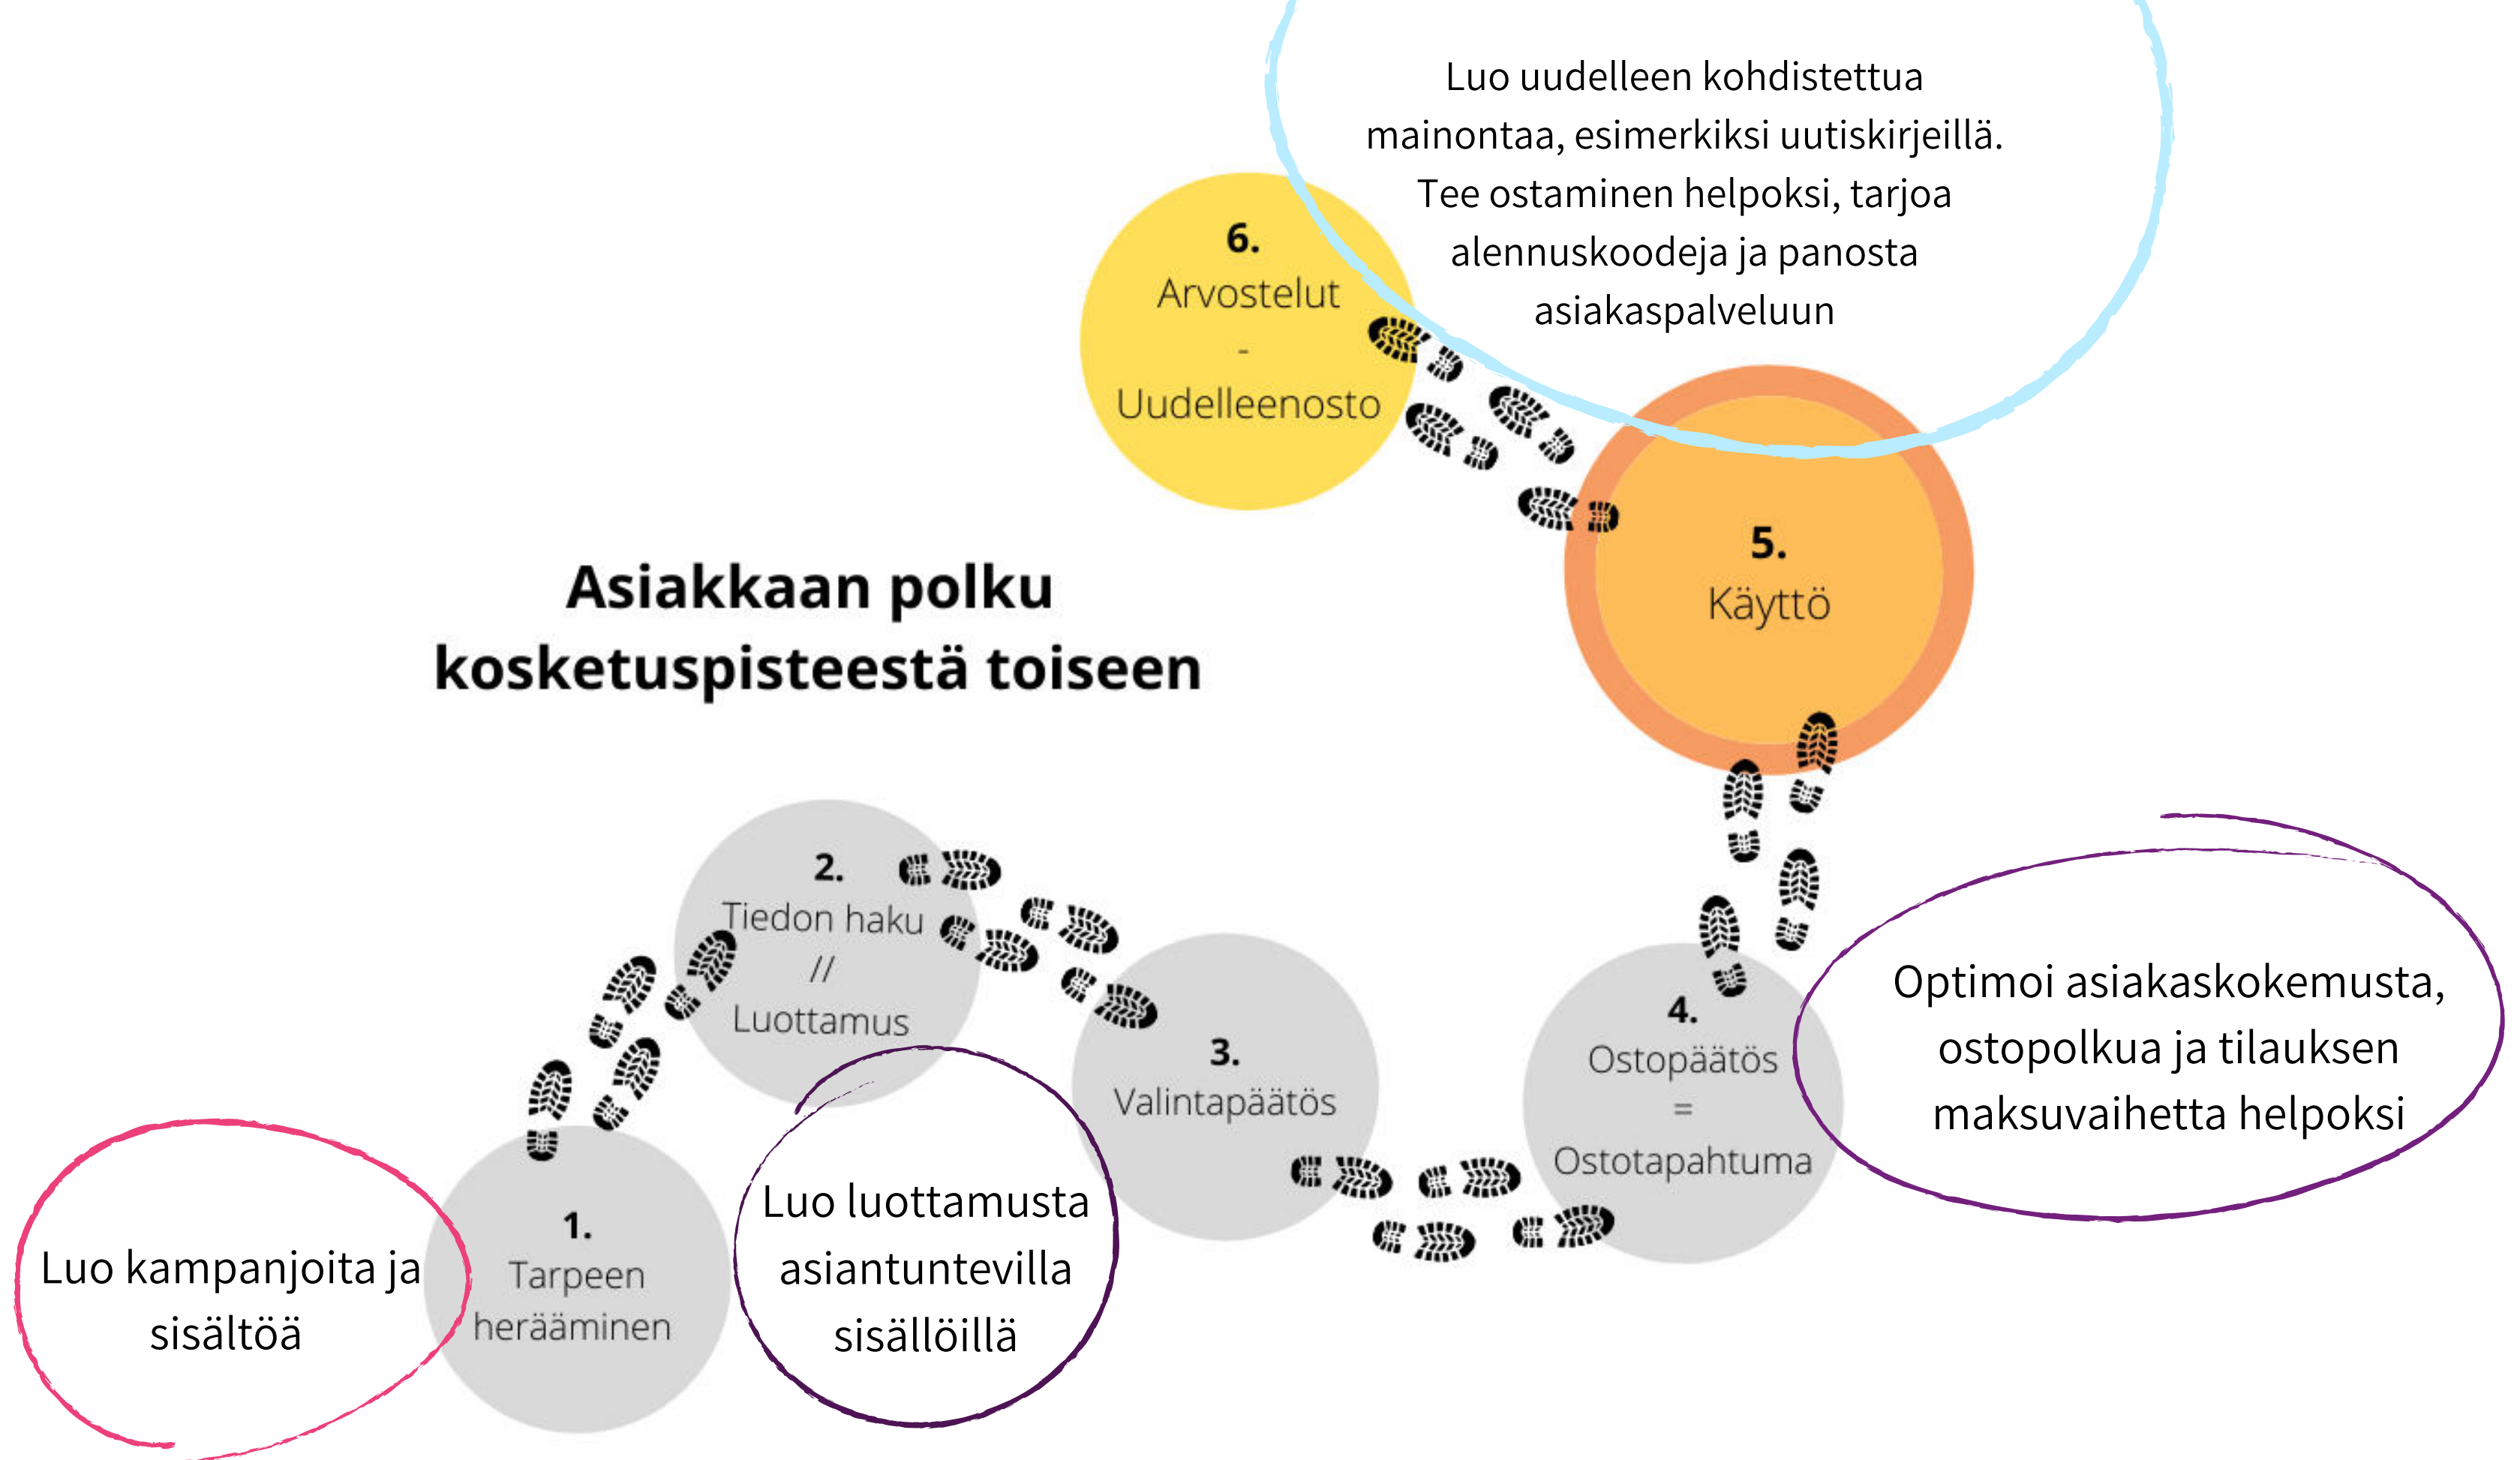 Luo uudelleen kohdistettua
mainontaa, esimerkiksi uutiskirjeillä.
Tee ostaminen helpoksi, tarjoa
alennuskoodeja ja panosta
asiakaspalveluun
6.
Arvostelut
-
Uudelleenosto
5.
Käyttö
Asiakkaan polku
kosketuspisteestä toiseen
2.
Tiedon haku
//
Luottamus
3.
Valintapäätös
4.
Ostopäätös
=
Ostotapahtuma
Optimoi asiakaskokemusta,
ostopolkua ja tilauksen
maksuvaihetta helpoksi
Luo kampanjoita ja
sisältöä
1.
Tarpeen
herääminen
Luo luottamusta
asiantuntevilla
sisällöillä